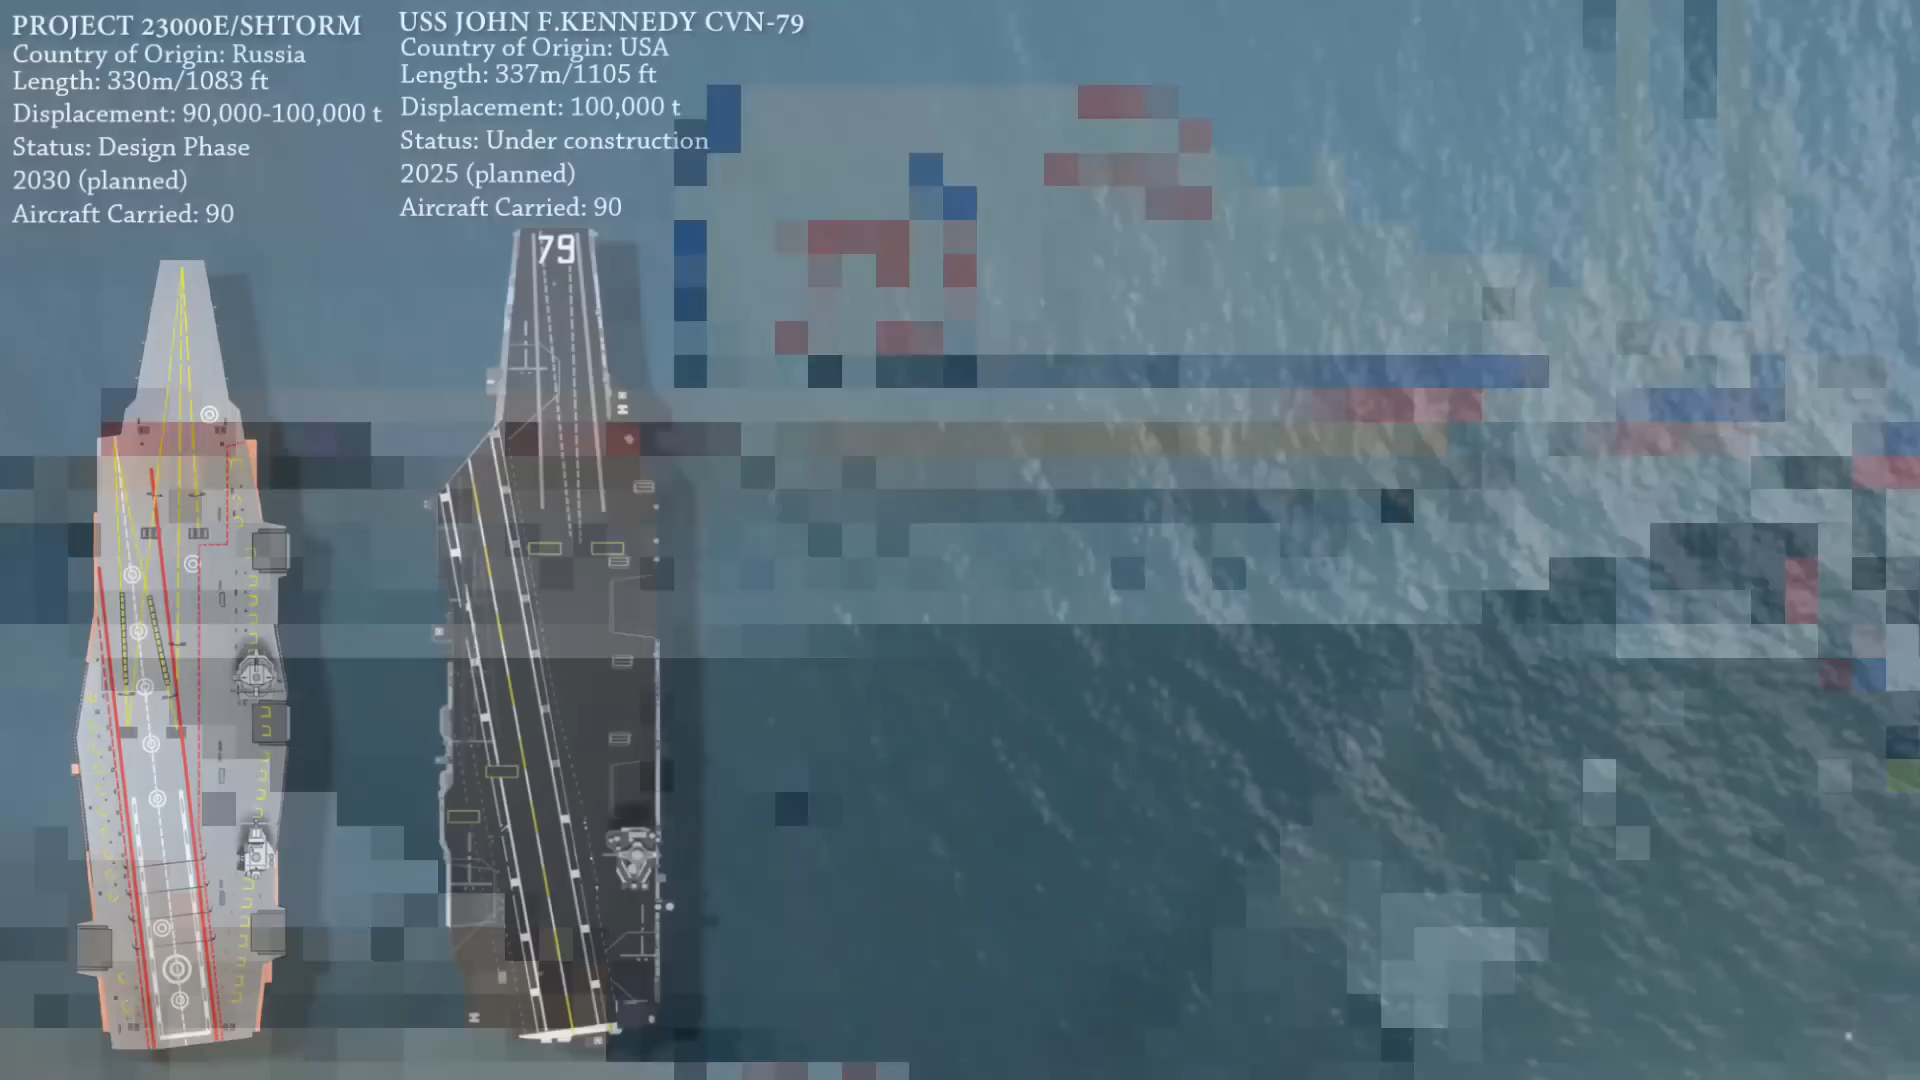 PROJECT 23000E/SHTORM
Country of Origin: Russia
Length: 330m/1083 ft
Displacement: 90,000-100,000 t
Status: Design Phase
2030 (planned)
Aircraft Carried: 90
USS JOHN F.KENNEDY CVN-79
Country of Origin: USA
Length: 337m/1105 ft
Displacement: 100,000 t
Status: Under construction
2025 (planned)
Aircraft Carried: 90
79